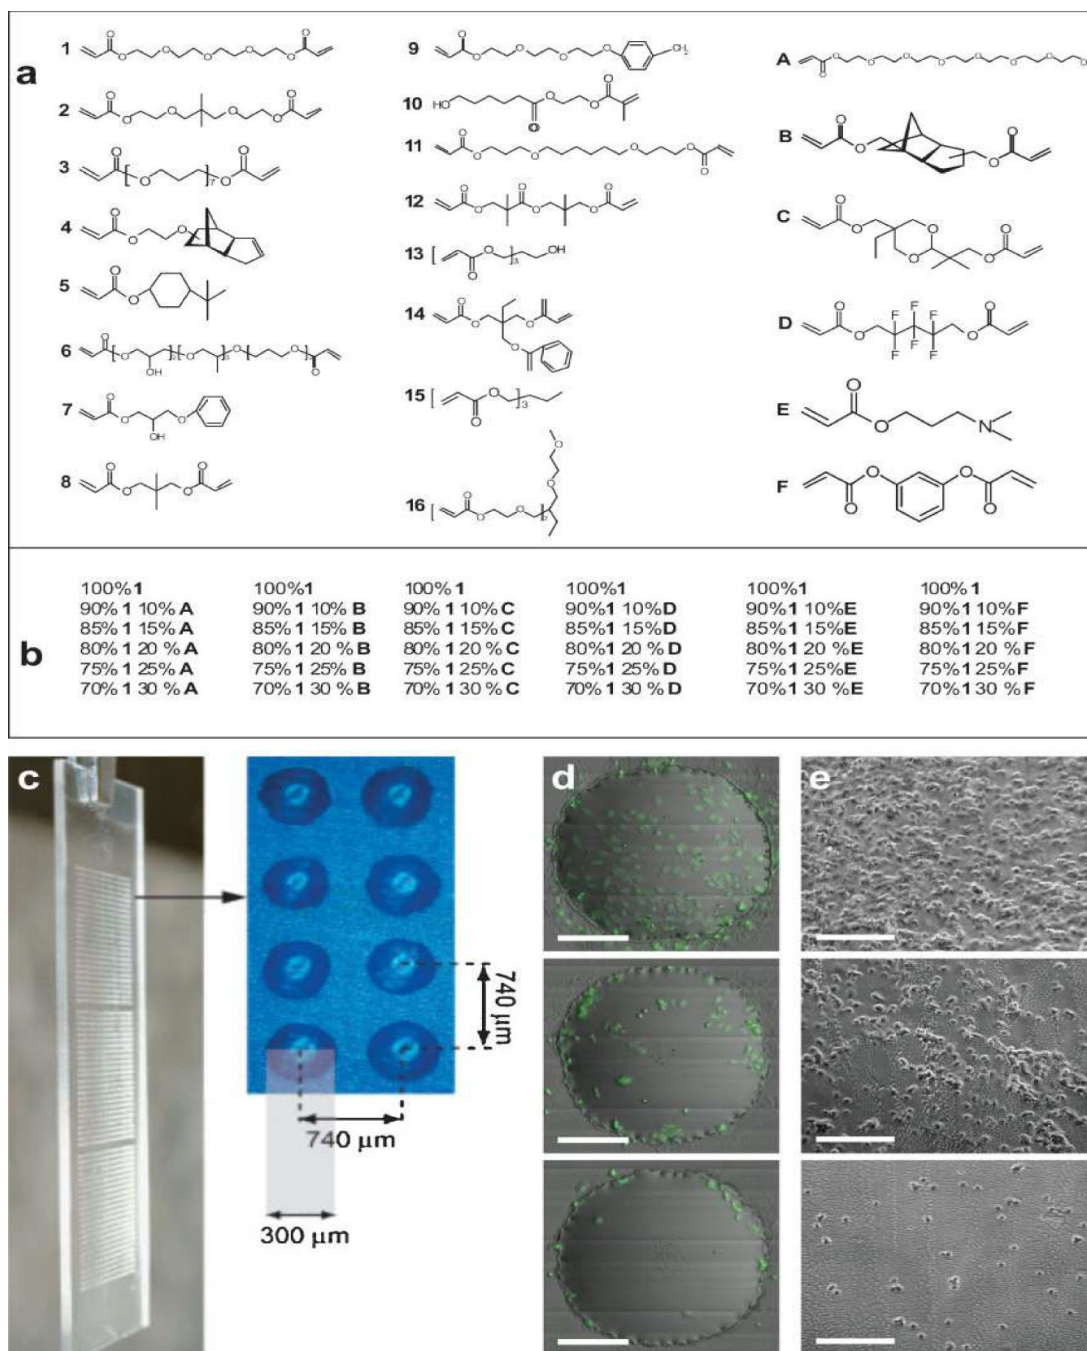 a
1 O O O O O O O
2 O O O O O O
3 O O 7 O O
4 O O O
5 O O
6 O O OH 2 O 3 O O O
7 O O OH O
8 O O O O
9 O O O O O CH₃
10 HO O O O O
11 O O O O O O
12 O O O O O O
13 [ O O 3 OH
14 O O O O
15 [ O O 3
16 [ O O O 2 O O
A O O O O O O O O
B O O O O
C O O O O O O
D O O F F F F F F O O
E O O N
F O O O O
b
100% 1
90% 1 10% A
85% 1 15% A
80% 1 20 % A
75% 1 25% A
70% 1 30 % A
100% 1
90% 1 10% B
85% 1 15% B
80% 1 20 % B
75% 1 25% B
70% 1 30 % B
100% 1
90% 1 10% C
85% 1 15% C
80% 1 20 % C
75% 1 25% C
70% 1 30 % C
100% 1
90% 1 10% D
85% 1 15% D
80% 1 20 % D
75% 1 25% D
70% 1 30 % D
100% 1
90% 1 10% E
85% 1 15% E
80% 1 20 % E
75% 1 25% E
70% 1 30 % E
100% 1
90% 1 10% F
85% 1 15% F
80% 1 20 % F
75% 1 25% F
70% 1 30 % F
c
740 µm
740 µm
300 µm
d
e